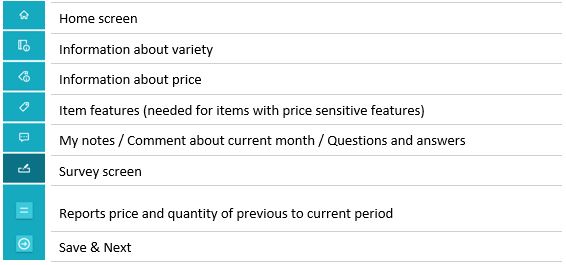 Home screen
Information about variety
Information about price
Item features (needed for items with price sensitive features)
My notes / Comment about current month / Questions and answers
Survey screen
Reports price and quantity of previous to current period
Save & Next